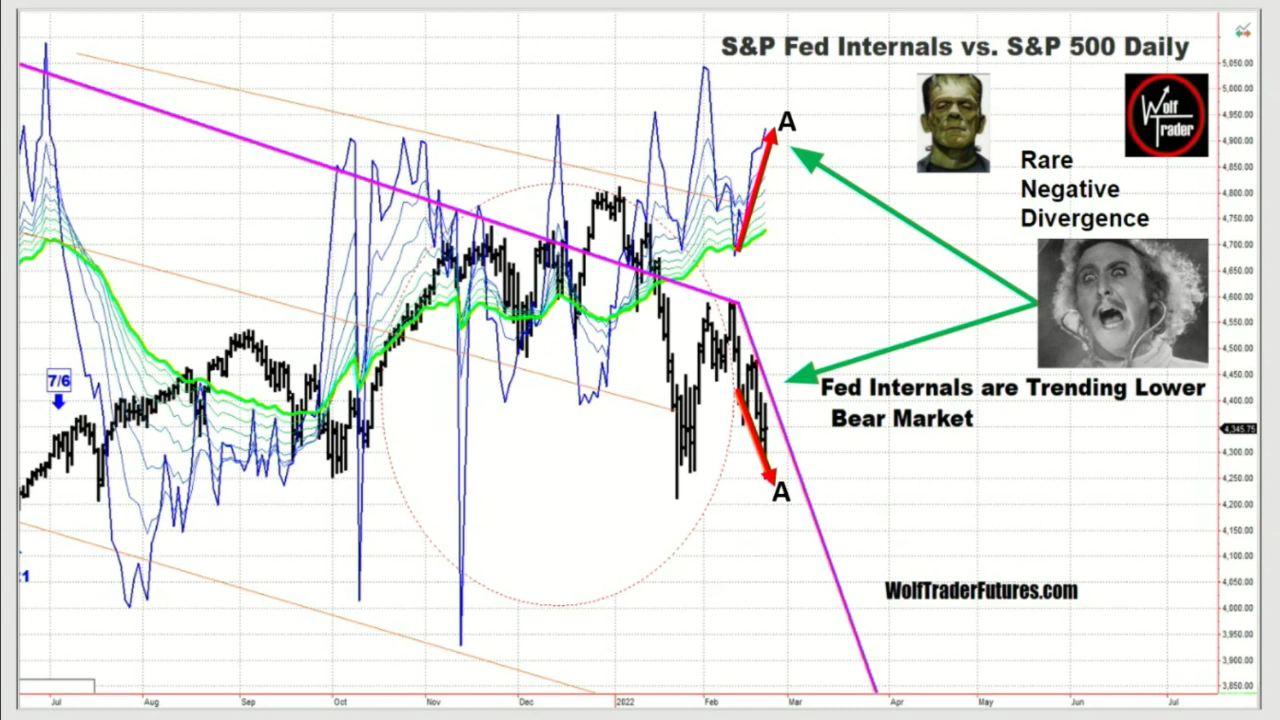 S&P Fed Internals vs. S&P 500 Daily
Wolf
Trader
A
Rare
Negative
Divergence
7/6
Fed Internals are Trending Lower
Bear Market
A
WolfTraderFutures.com
1
5,050.00
5,000.00
4,950.00
4,900.00
4,850.00
4,800.00
4,750.00
4,700.00
4,650.00
4,600.00
4,550.00
4,500.00
4,450.00
4,400.00
4,345.75
4,300.00
4,250.00
4,200.00
4,150.00
4,100.00
4,050.00
4,000.00
3,950.00
3,900.00
3,850.00
Jul Aug Sep Oct Nov Dec 2022 Feb Mar Apr May Jun Jul